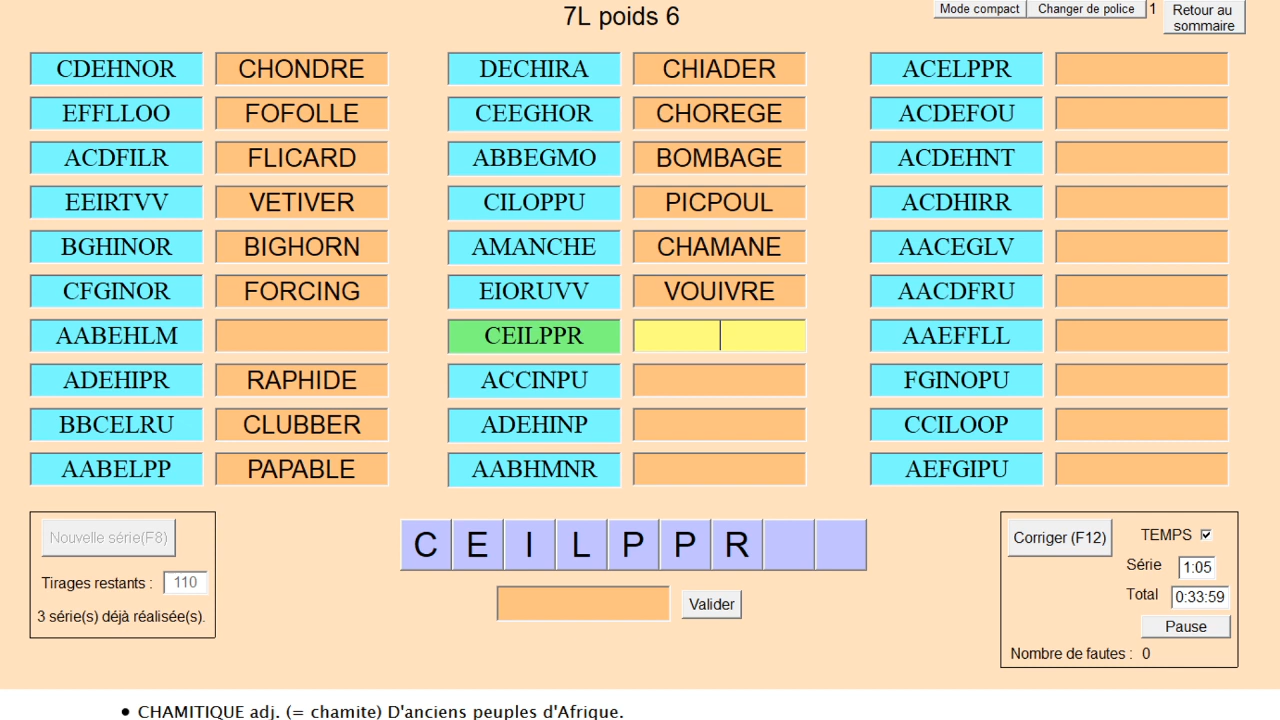 7L poids 6
Mode compact Changer de police 1 Retour au sommaire
CDEHNOR CHONDRE DECHIRA CHIADER ACELPPR
EFFLLOO FOFOLLE CEEGHOR CHOREGE ACDEFOU
ACDFILR FLICARD ABBEGMO BOMBAGE ACDEHNT
EEIRTVV VETIVER CILOPPU PICPOUL ACDHIRR
BGHINOR BIGHORN AMANCHE CHAMANE AACEGLV
CFGINOR FORCING EIORUVV VOUIVRE AACDFRU
AABEHLM CEILPPR AAEFFLL
ADEHIPR RAPHIDE ACCINPU FGINOPU
BBCELRU CLUBBER ADEHINP CCILOOP
AABELPP PAPABLE AABHMNR AEFGIPU
Nouvelle série(F8)
Tirages restants : 110
3 série(s) déjà réalisée(s).
C E I L P P R
Valider
Corriger (F12) TEMPS
Série 1:05
Total 0:33:59
Pause
Nombre de fautes : 0
• CHAMITIQUE adj. (= chamite) D'anciens peuples d'Afrique.